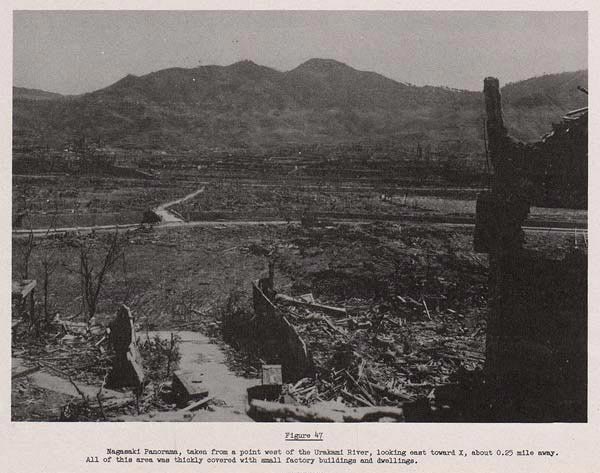 Figure 47
Nagasaki Panorama, taken from a point west of the Urakami River, looking east toward X, about 0.25 mile away.
All of this area was thickly covered with small factory buildings and dwellings.